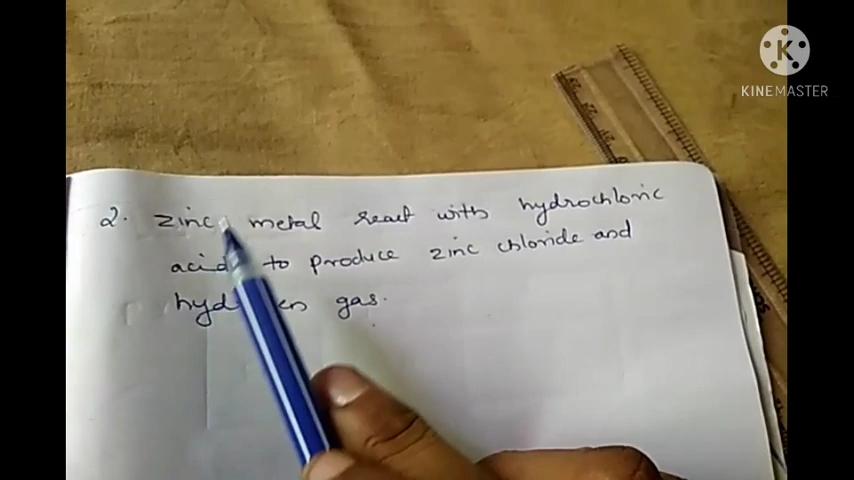 2. zinc metal react with hydrochloric
acid to produce zinc chloride and
gas.
K
KINEMASTER